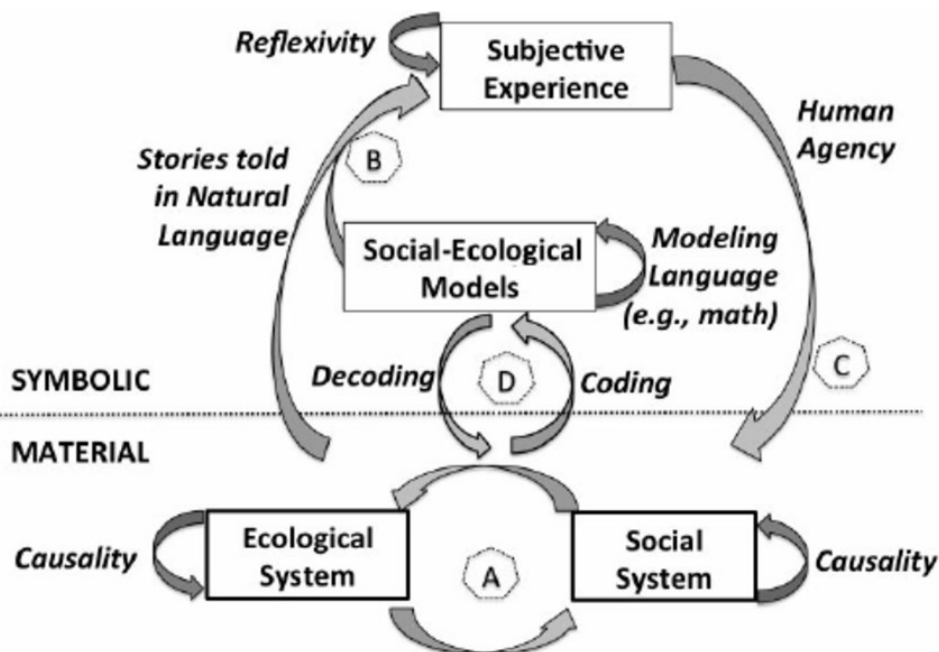 Reflexivity
Subjective
Experience
Human
Agency
B
Stories told
in Natural
Language
Social-Ecological
Models
Modeling
Language
(e.g., math)
C
Decoding
D
Coding
SYMBOLIC
MATERIAL
Causality
Ecological
System
A
Social
System
Causality